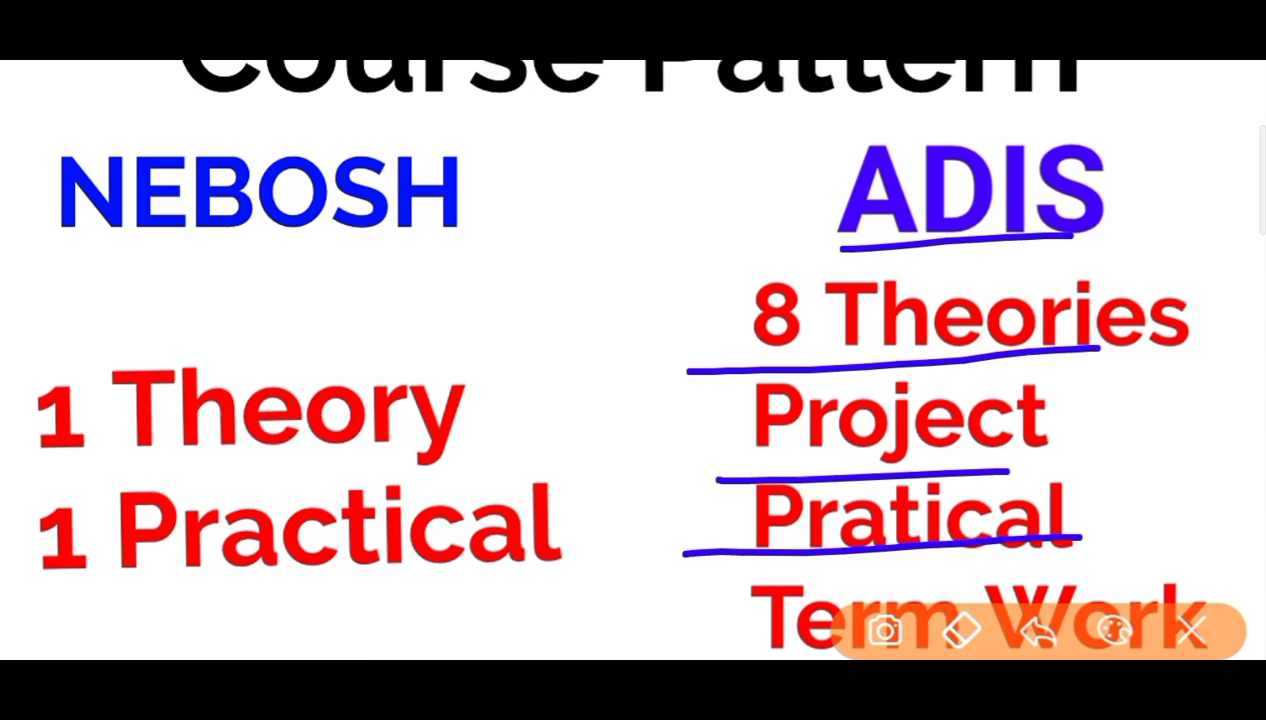 Course Pattern
NEBOSH
1 Theory
1 Practical
ADIS
8 Theories
Project
Pratical
Term Work